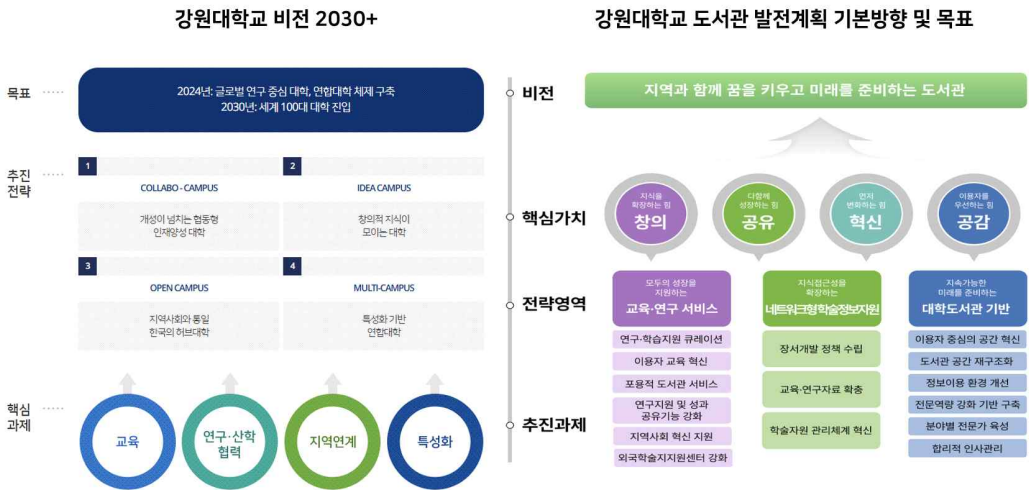 강원대학교 비전 2030+
목표
2024년: 글로벌 연구 중심 대학, 연합대학 체제 구축
2030년: 세계 100대 대학 진입
추진
전략
1
COLLABO - CAMPUS
개성이 넘치는 협동형
인재양성 대학
2
IDEA CAMPUS
창의적 지식이
모이는 대학
3
OPEN CAMPUS
지역사회와 통일
한국의 허브대학
4
MULTI-CAMPUS
특성화 기반
연합대학
핵심
과제
교육
연구·산학
협력
지역연계
특성화
강원대학교 도서관 발전계획 기본방향 및 목표
비전
지역과 함께 꿈을 키우고 미래를 준비하는 도서관
핵심가치
지식을
확장하는 힘
창의
다함께
성장하는 힘
공유
먼저
변화하는 힘
혁신
이용자를
우선하는 힘
공감
전략영역
모두의 성장을
지원하는
교육·연구 서비스
지식접근성을
확장하는
네트워크형학술정보자원
지속가능한
미래를 준비하는
대학도서관 기반
추진과제
연구·학습지원 큐레이션
이용자 교육 혁신
포용적 도서관 서비스
연구지원 및 성과
공유기능 강화
지역사회 혁신 지원
외국학술지지원센터 강화
장서개발 정책 수립
교육·연구자료 확충
학술자원 관리체계 혁신
이용자 중심의 공간 혁신
도서관 공간 재구조화
정보이용 환경 개선
전문역량 강화 기반 구축
분야별 전문가 육성
합리적 인사관리